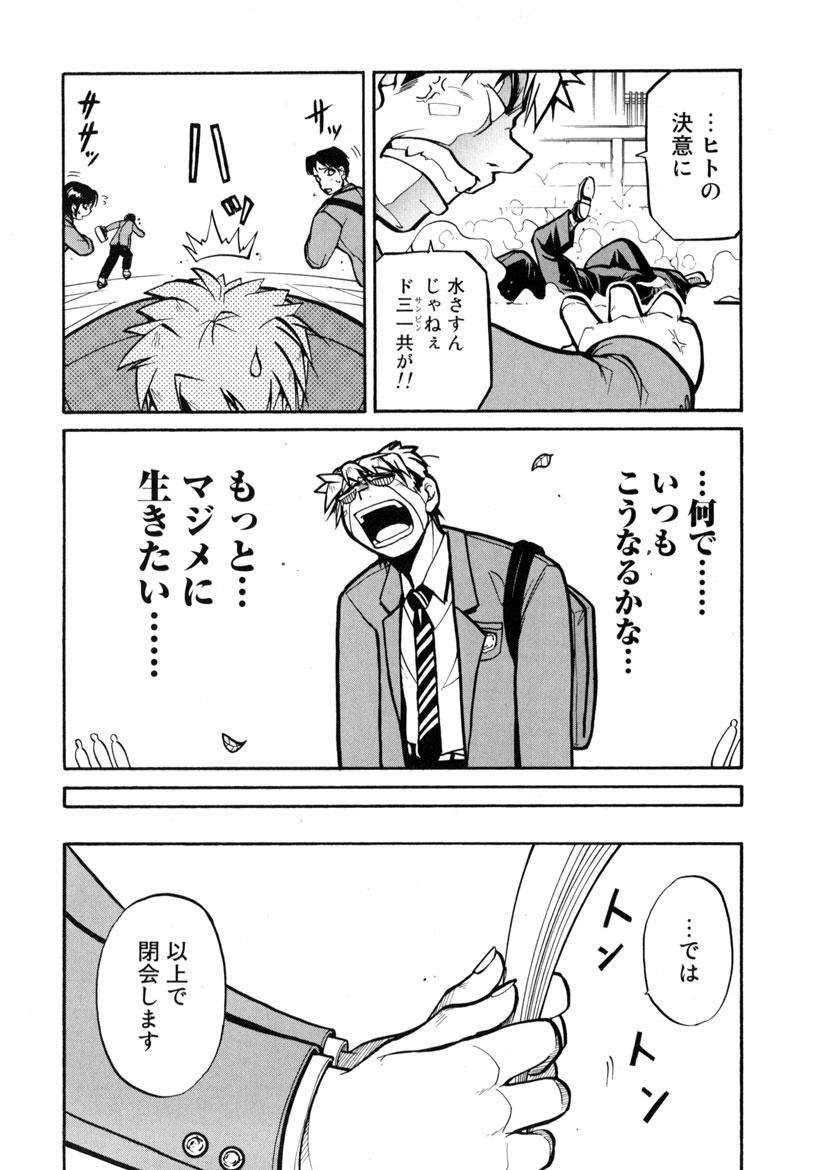 …ヒトの
決意に
水さすん
じゃねぇ
ド三一共が!!
サンピン
ザッ
ハッ
ササッ
…何で……
いつも
こうなるかな…
もっと…
マジメに
生きたい……
…では
トン
トン
以上で
閉会します